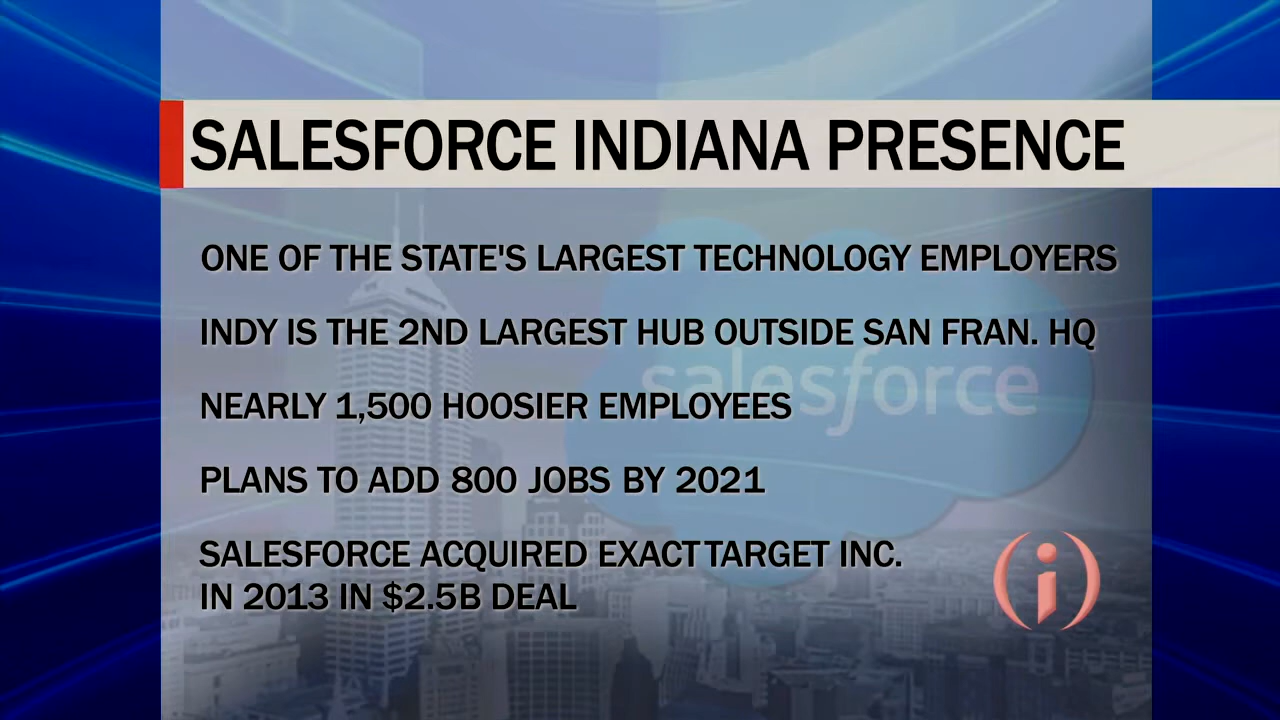 SALESFORCE INDIANA PRESENCE
ONE OF THE STATE'S LARGEST TECHNOLOGY EMPLOYERS
INDY IS THE 2ND LARGEST HUB OUTSIDE SAN FRAN. HQ
salesforce
NEARLY 1,500 HOOSIER EMPLOYEES
PLANS TO ADD 800 JOBS BY 2021
SALESFORCE ACQUIRED EXACTTARGET INC.
IN 2013 IN $2.5B DEAL
(i)